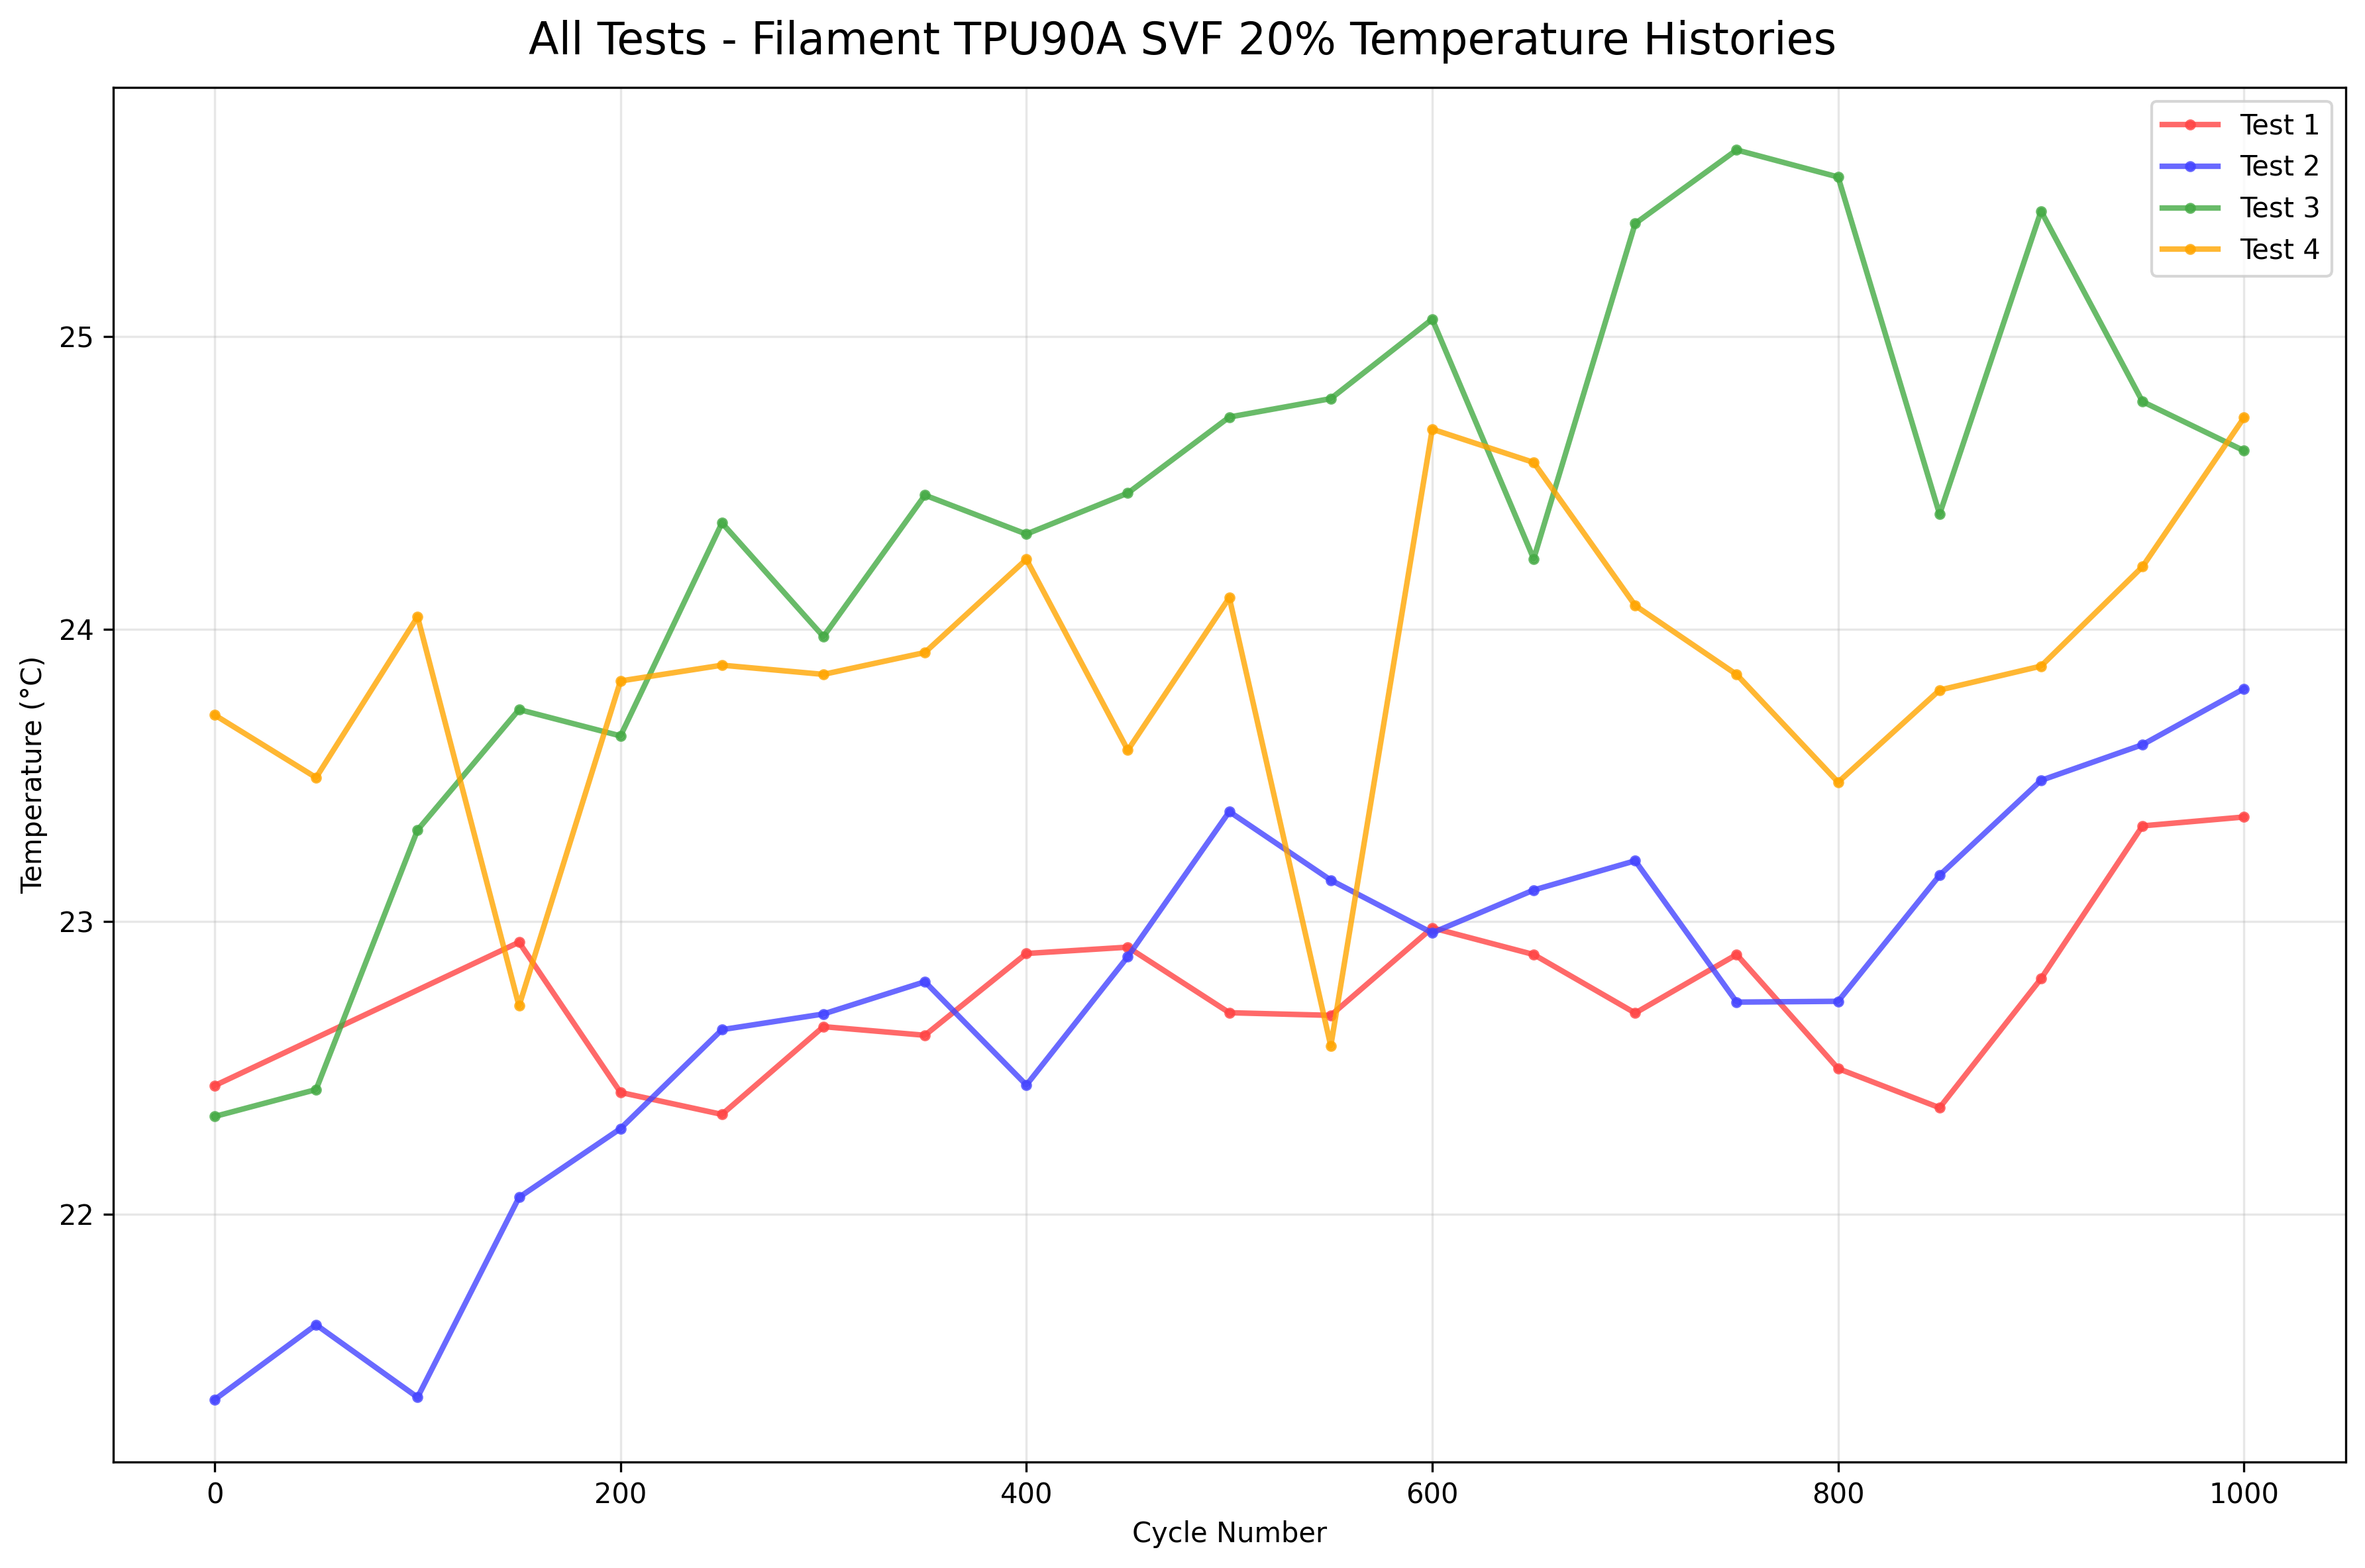 All Tests - Filament TPU90A SVF 20% Temperature Histories
Test 1
Test 2
Test 3
Test 4
25
24
23
22
Temperature (°C)
0 200 400 600 800 1000
Cycle Number